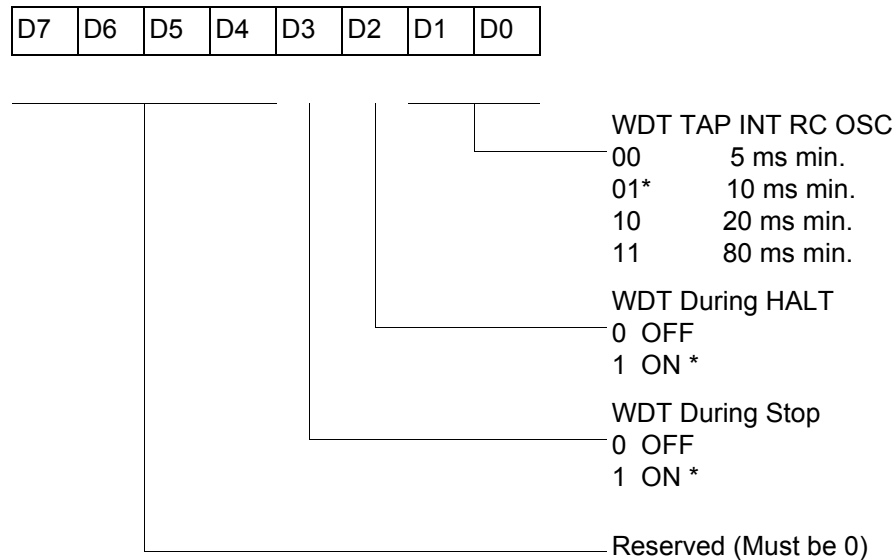 D7 D6 D5 D4 D3 D2 D1 D0
WDT TAP INT RC OSC
00 5 ms min.
01* 10 ms min.
10 20 ms min.
11 80 ms min.
WDT During HALT
0 OFF
1 ON *
WDT During Stop
0 OFF
1 ON *
Reserved (Must be 0)